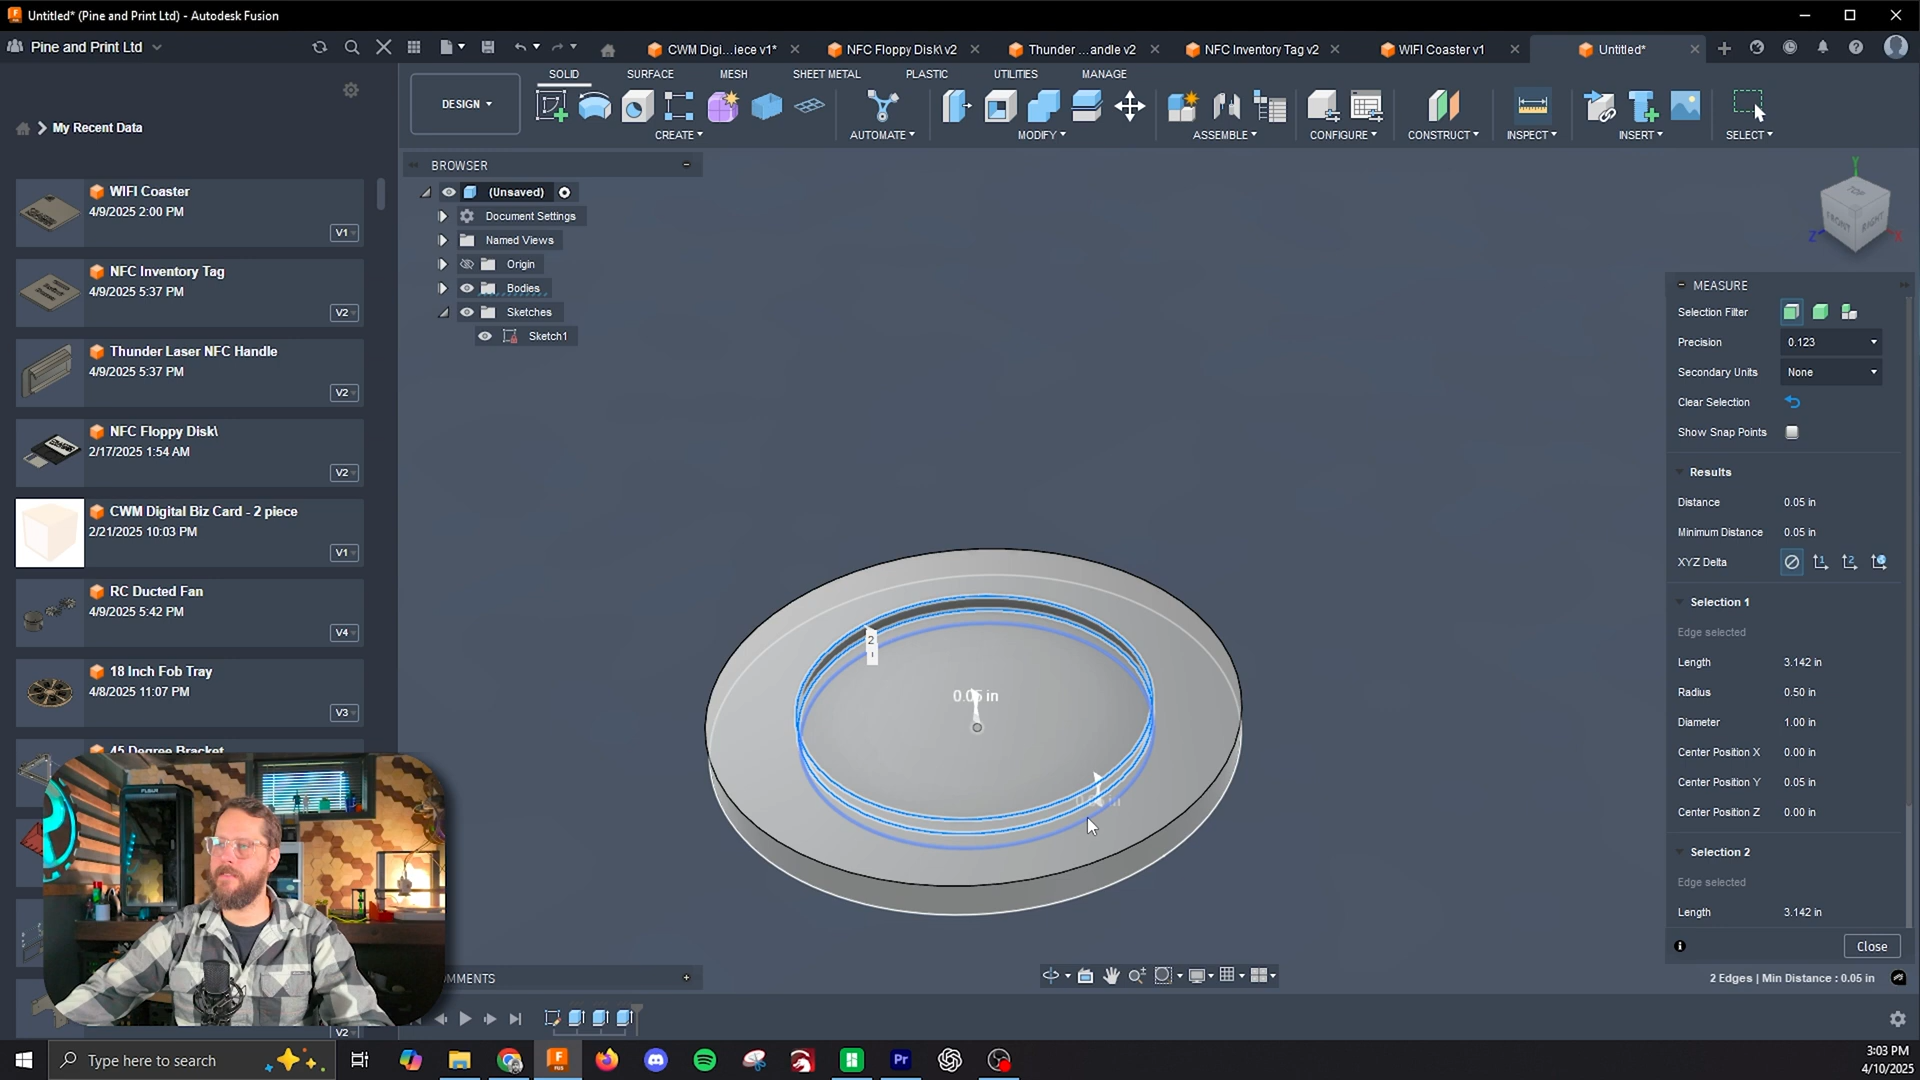 Untitled* (Pine and Print Ltd) - Autodesk Fusion
Pine and Print Ltd
CWM Digi...iece v1*
NFC Floppy Disk\ v2
Thunder ...andle v2
NFC Inventory Tag v2
WIFI Coaster v1
Untitled*
DESIGN
SOLID
SURFACE
MESH
SHEET METAL
PLASTIC
UTILITIES
MANAGE
CREATE
AUTOMATE
MODIFY
ASSEMBLE
CONFIGURE
CONSTRUCT
INSPECT
INSERT
SELECT
My Recent Data
WIFI Coaster
4/9/2025 2:00 PM
V1
NFC Inventory Tag
4/9/2025 5:37 PM
V2
Thunder Laser NFC Handle
4/9/2025 5:37 PM
V2
NFC Floppy Disk\
2/17/2025 1:54 AM
V2
CWM Digital Biz Card - 2 piece
2/21/2025 10:03 PM
V1
RC Ducted Fan
4/9/2025 5:42 PM
V4
18 Inch Fob Tray
4/8/2025 11:07 PM
V3
45 Degree Bracket
V2
BROWSER
(Unsaved)
Document Settings
Named Views
Origin
Bodies
Sketches
Sketch1
Y
TOP
FRONT
RIGHT
Z
X
2
1
0.05 in
MEASURE
Selection Filter
Precision 0.123
Secondary Units None
Clear Selection
Show Snap Points
Results
Distance 0.05 in
Minimum Distance 0.05 in
XYZ Delta
Selection 1
Edge selected
Length 3.142 in
Radius 0.50 in
Diameter 1.00 in
Center Position X 0.00 in
Center Position Y 0.05 in
Center Position Z 0.00 in
Selection 2
Edge selected
Length 3.142 in
Close
2 Edges | Min Distance : 0.05 in
OMMENTS
Type here to search
3:03 PM
4/10/2025